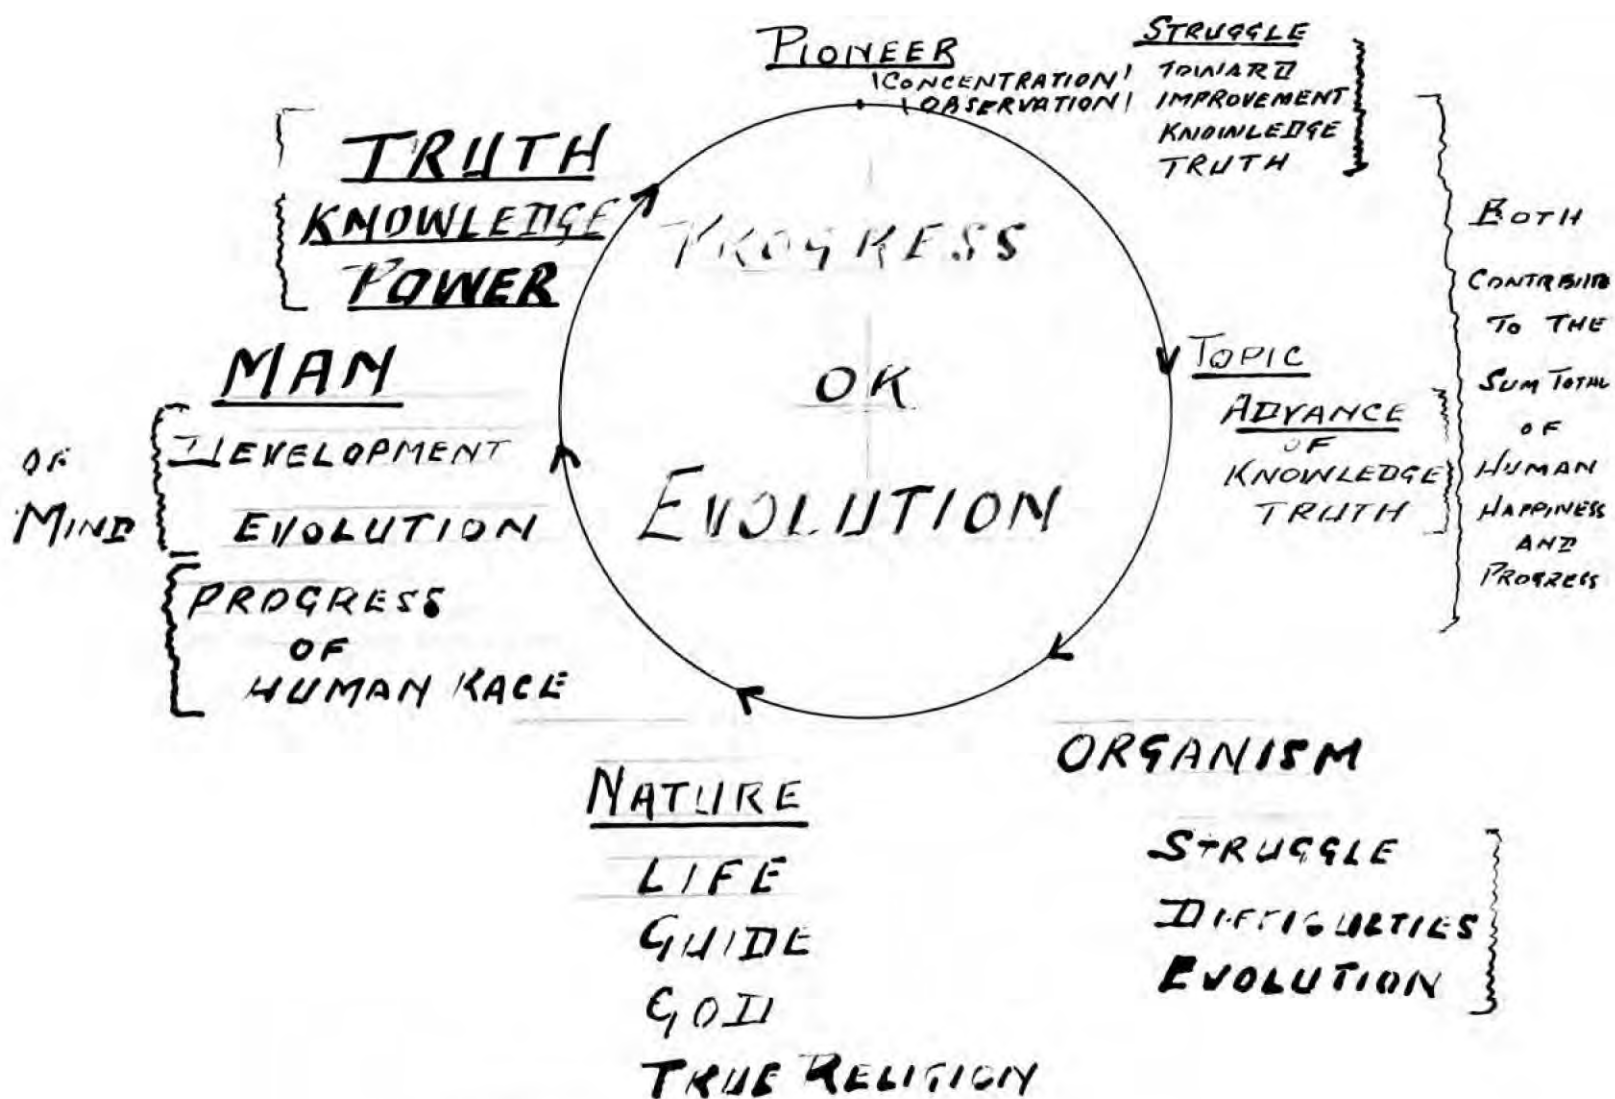 PIONEER
(CONCENTRATION)
(OBSERVATION)
STRUGGLE
TOWARD
IMPROVEMENT
KNOWLEDGE
TRUTH
BOTH
CONTRIBUTE
TO THE
SUM TOTAL
OF
HUMAN
HAPPINESS
AND
PROGRESS
TOPIC
ADVANCE
OF
KNOWLEDGE
TRUTH
ORGANISM
STRUGGLE
DIFFICULTIES
EVOLUTION
NATURE
LIFE
GUIDE
GOD
TRUE RELIGION
MAN
DEVELOPMENT
EVOLUTION
OF
MIND
PROGRESS
OF
HUMAN RACE
TRUTH
KNOWLEDGE
POWER
PROGRESS
OR
EVOLUTION